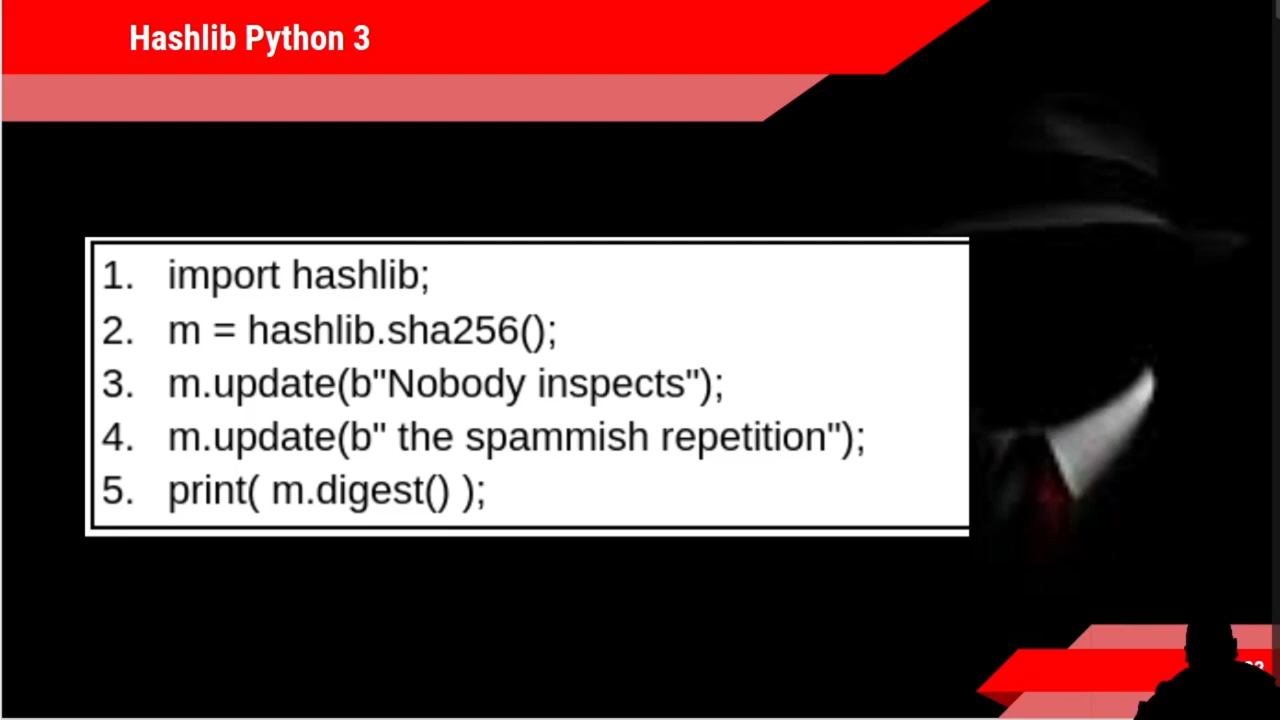 Hashlib Python 3
1. import hashlib;
2. m = hashlib.sha256();
3. m.update(b"Nobody inspects");
4. m.update(b" the spammish repetition");
5. print( m.digest() );